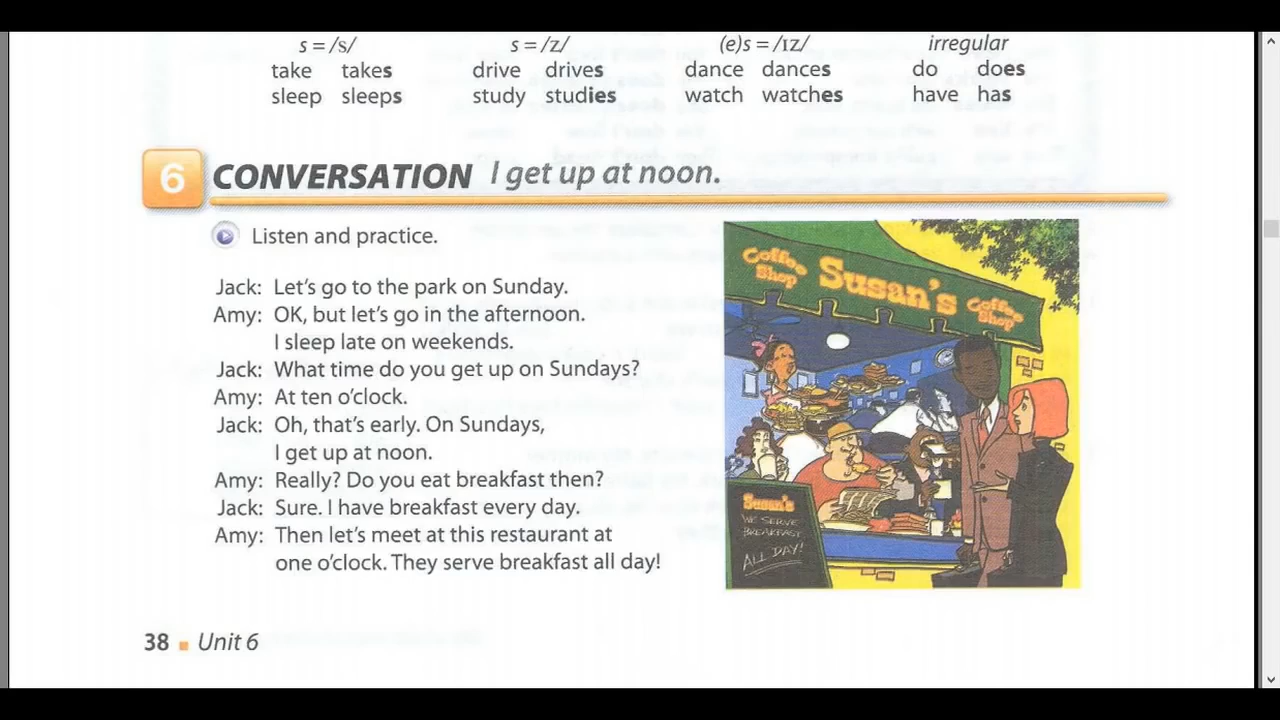 s = /s/ s = /z/ (e)s = /ɪz/ irregular
take takes drive drives dance dances do does
sleep sleeps study studies watch watches have has
6 CONVERSATION I get up at noon.
Listen and practice.
Jack: Let's go to the park on Sunday.
Amy: OK, but let's go in the afternoon.
I sleep late on weekends.
Jack: What time do you get up on Sundays?
Amy: At ten o'clock.
Jack: Oh, that's early. On Sundays,
I get up at noon.
Amy: Really? Do you eat breakfast then?
Jack: Sure. I have breakfast every day.
Amy: Then let's meet at this restaurant at
one o'clock. They serve breakfast all day!
Coffee Shop
Susan's
Coffee Shop
Susan's
WE SERVE
BREAKFAST
ALL DAY!
38 Unit 6